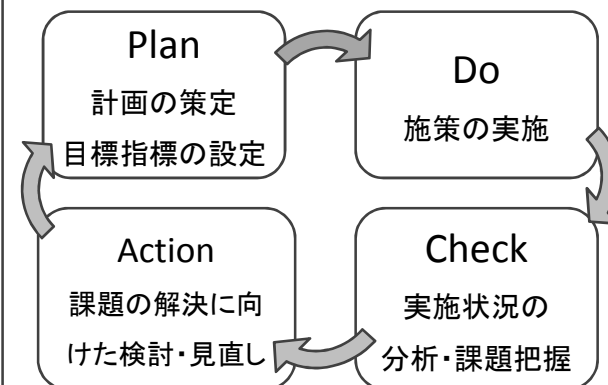 Plan
計画の策定
目標指標の設定
Do
施策の実施
Action
課題の解決に向
けた検討・見直し
Check
実施状況の
分析・課題把握